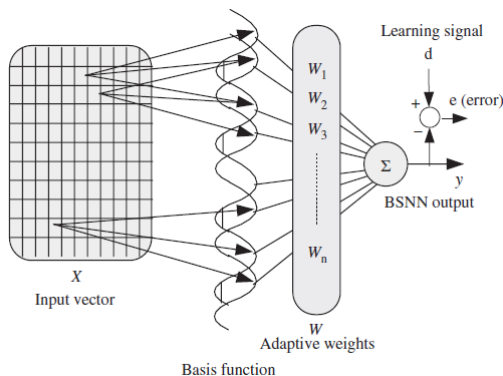 Learning signal
d
+
e (error)
−
W1
W2
W3
Wn
Σ
y
BSNN output
X
Input vector
W
Adaptive weights
Basis function